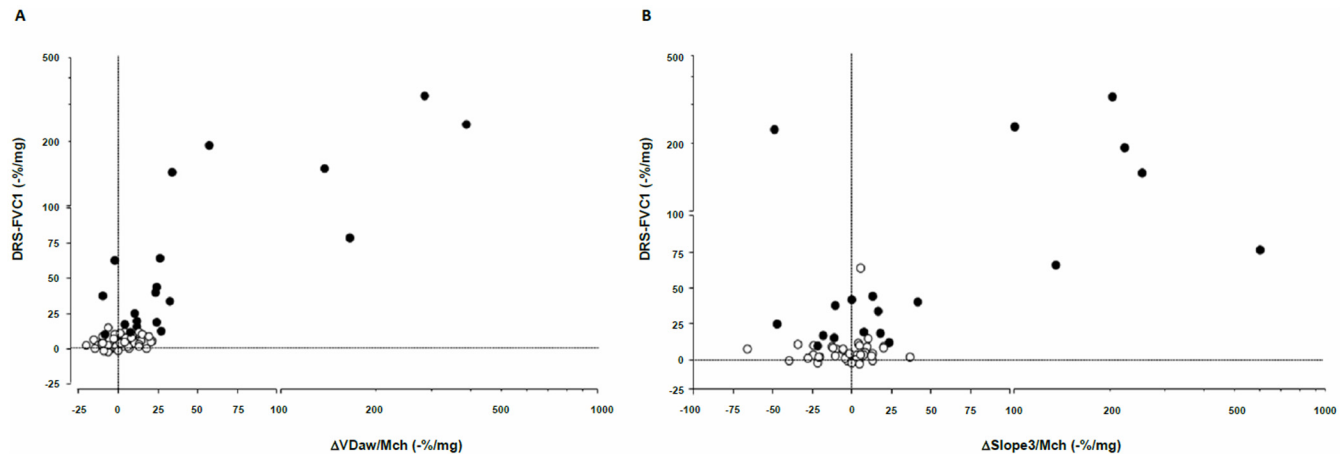 A
B
500
200
100
75
50
25
0
-25
DRS-FVC1 (-%/mg)
-25 0 25 50 100 200 500 1000
ΔVDaw/Mch (-%/mg)
500
200
100
75
50
25
0
-25
DRS-FVC1 (-%/mg)
-100 -75 -50 -25 0 25 50 75 100 200 500 1000
ΔSlope3/Mch (-%/mg)